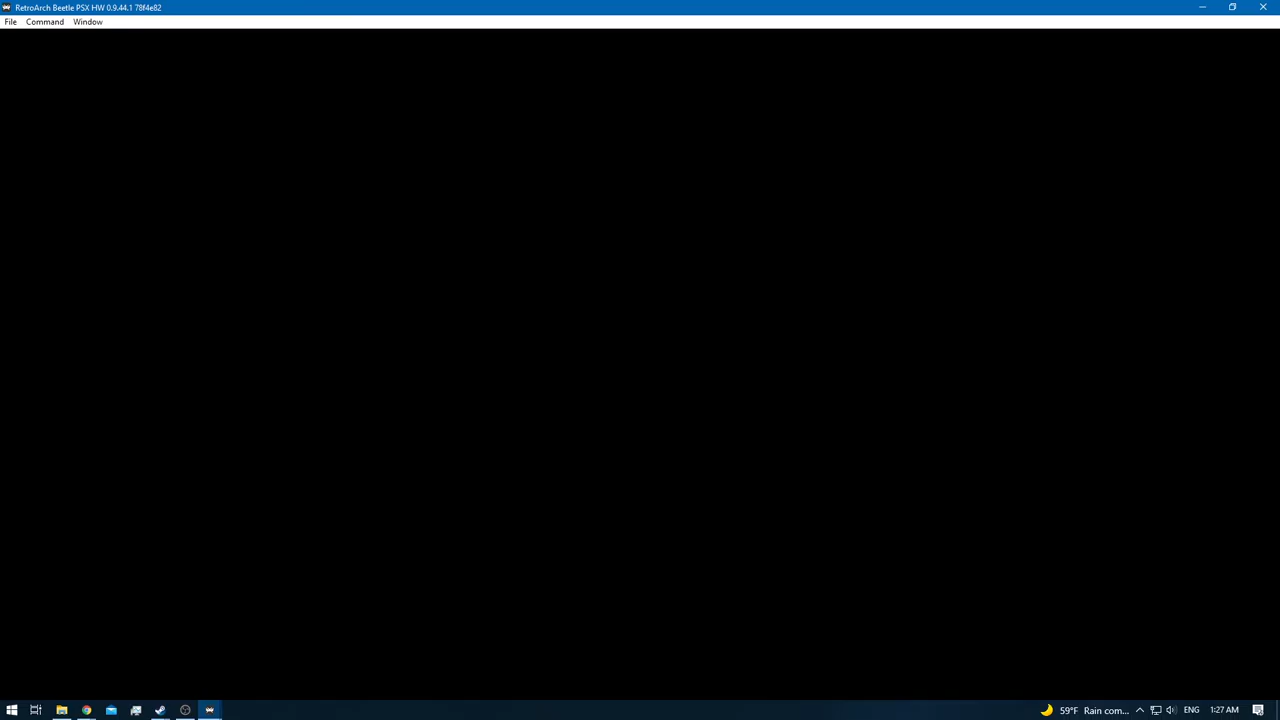 RetroArch Beetle PSX HW 0.9.44.1 78f4e82
File Command Window
59°F Rain com... ENG 1:27 AM